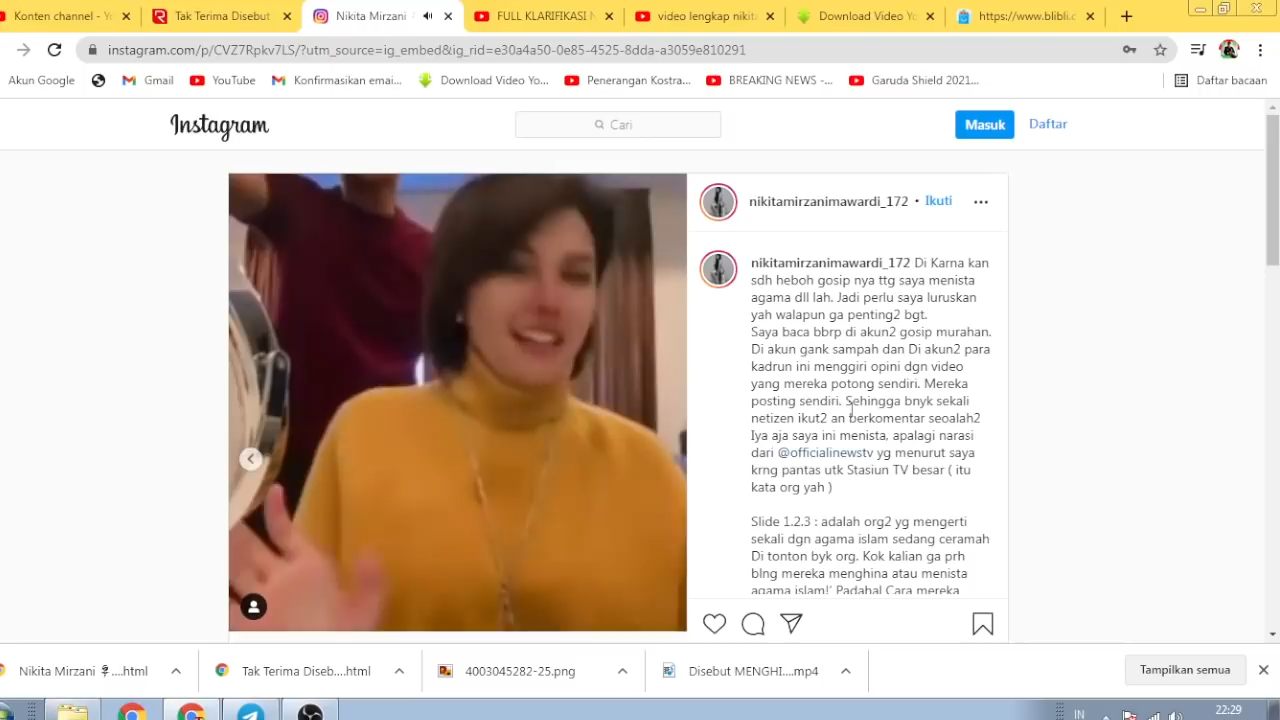 Konten channel -
Tak Terima Disebut
Nikita Mirzani
FULL KLARIFIKASI N
video lengkap nikita
Download Video Yo
https://www.blibli.c
instagram.com/p/CVZ7Rpkv7LS/?utm_source=ig_embed&ig_rid=e30a4a50-0e85-4525-8dda-a3059e810291
Akun Google
Gmail
YouTube
Konfirmasikan emai...
Download Video Yo...
Penerangan Kostra...
BREAKING NEWS -...
Garuda Shield 2021...
Daftar bacaan
Instagram
Cari
Masuk
Daftar
nikitamirzanimawardi_172 • Ikuti
nikitamirzanimawardi_172 Di Karna kan
sdh heboh gosip nya ttg saya menista
agama dll lah. Jadi perlu saya luruskan
yah walapun ga penting2 bgt.
Saya baca bbrp di akun2 gosip murahan.
Di akun gank sampah dan Di akun2 para
kadrun ini menggiri opini dgn video
yang mereka potong sendiri. Mereka
posting sendiri. Sehingga bnyk sekali
netizen ikut2 an berkomentar seoalah2
Iya aja saya ini menista, apalagi narasi
dari @officialinewstv yg menurut saya
krng pantas utk Stasiun TV besar ( itu
kata org yah )
Slide 1.2.3 : adalah org2 yg mengerti
sekali dgn agama islam sedang ceramah
Di tonton byk org. Kok kalian ga prh
blng mereka menghina atau menista
agama islam!' Padahal Cara mereka
Nikita Mirzani ....html
Tak Terima Diseb....html
4003045282-25.png
Disebut MENGHI....mp4
Tampilkan semua
IN
22:29